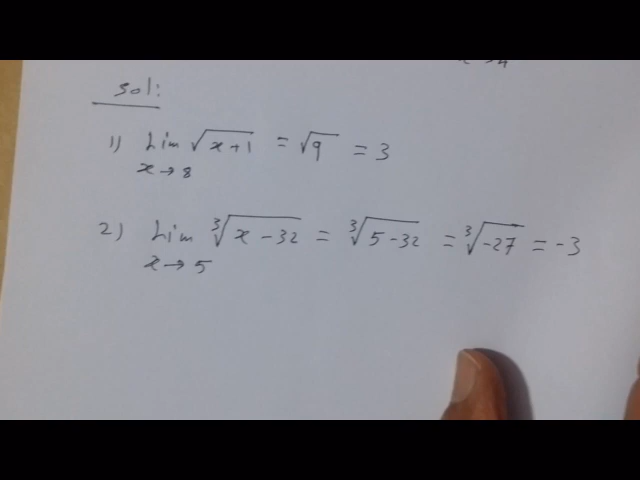 Sol:
1) Lim √(x+1) = √9 = 3
x→8
2) Lim ∛(x-32) = ∛(5-32) = ∛(-27) = -3
x→5